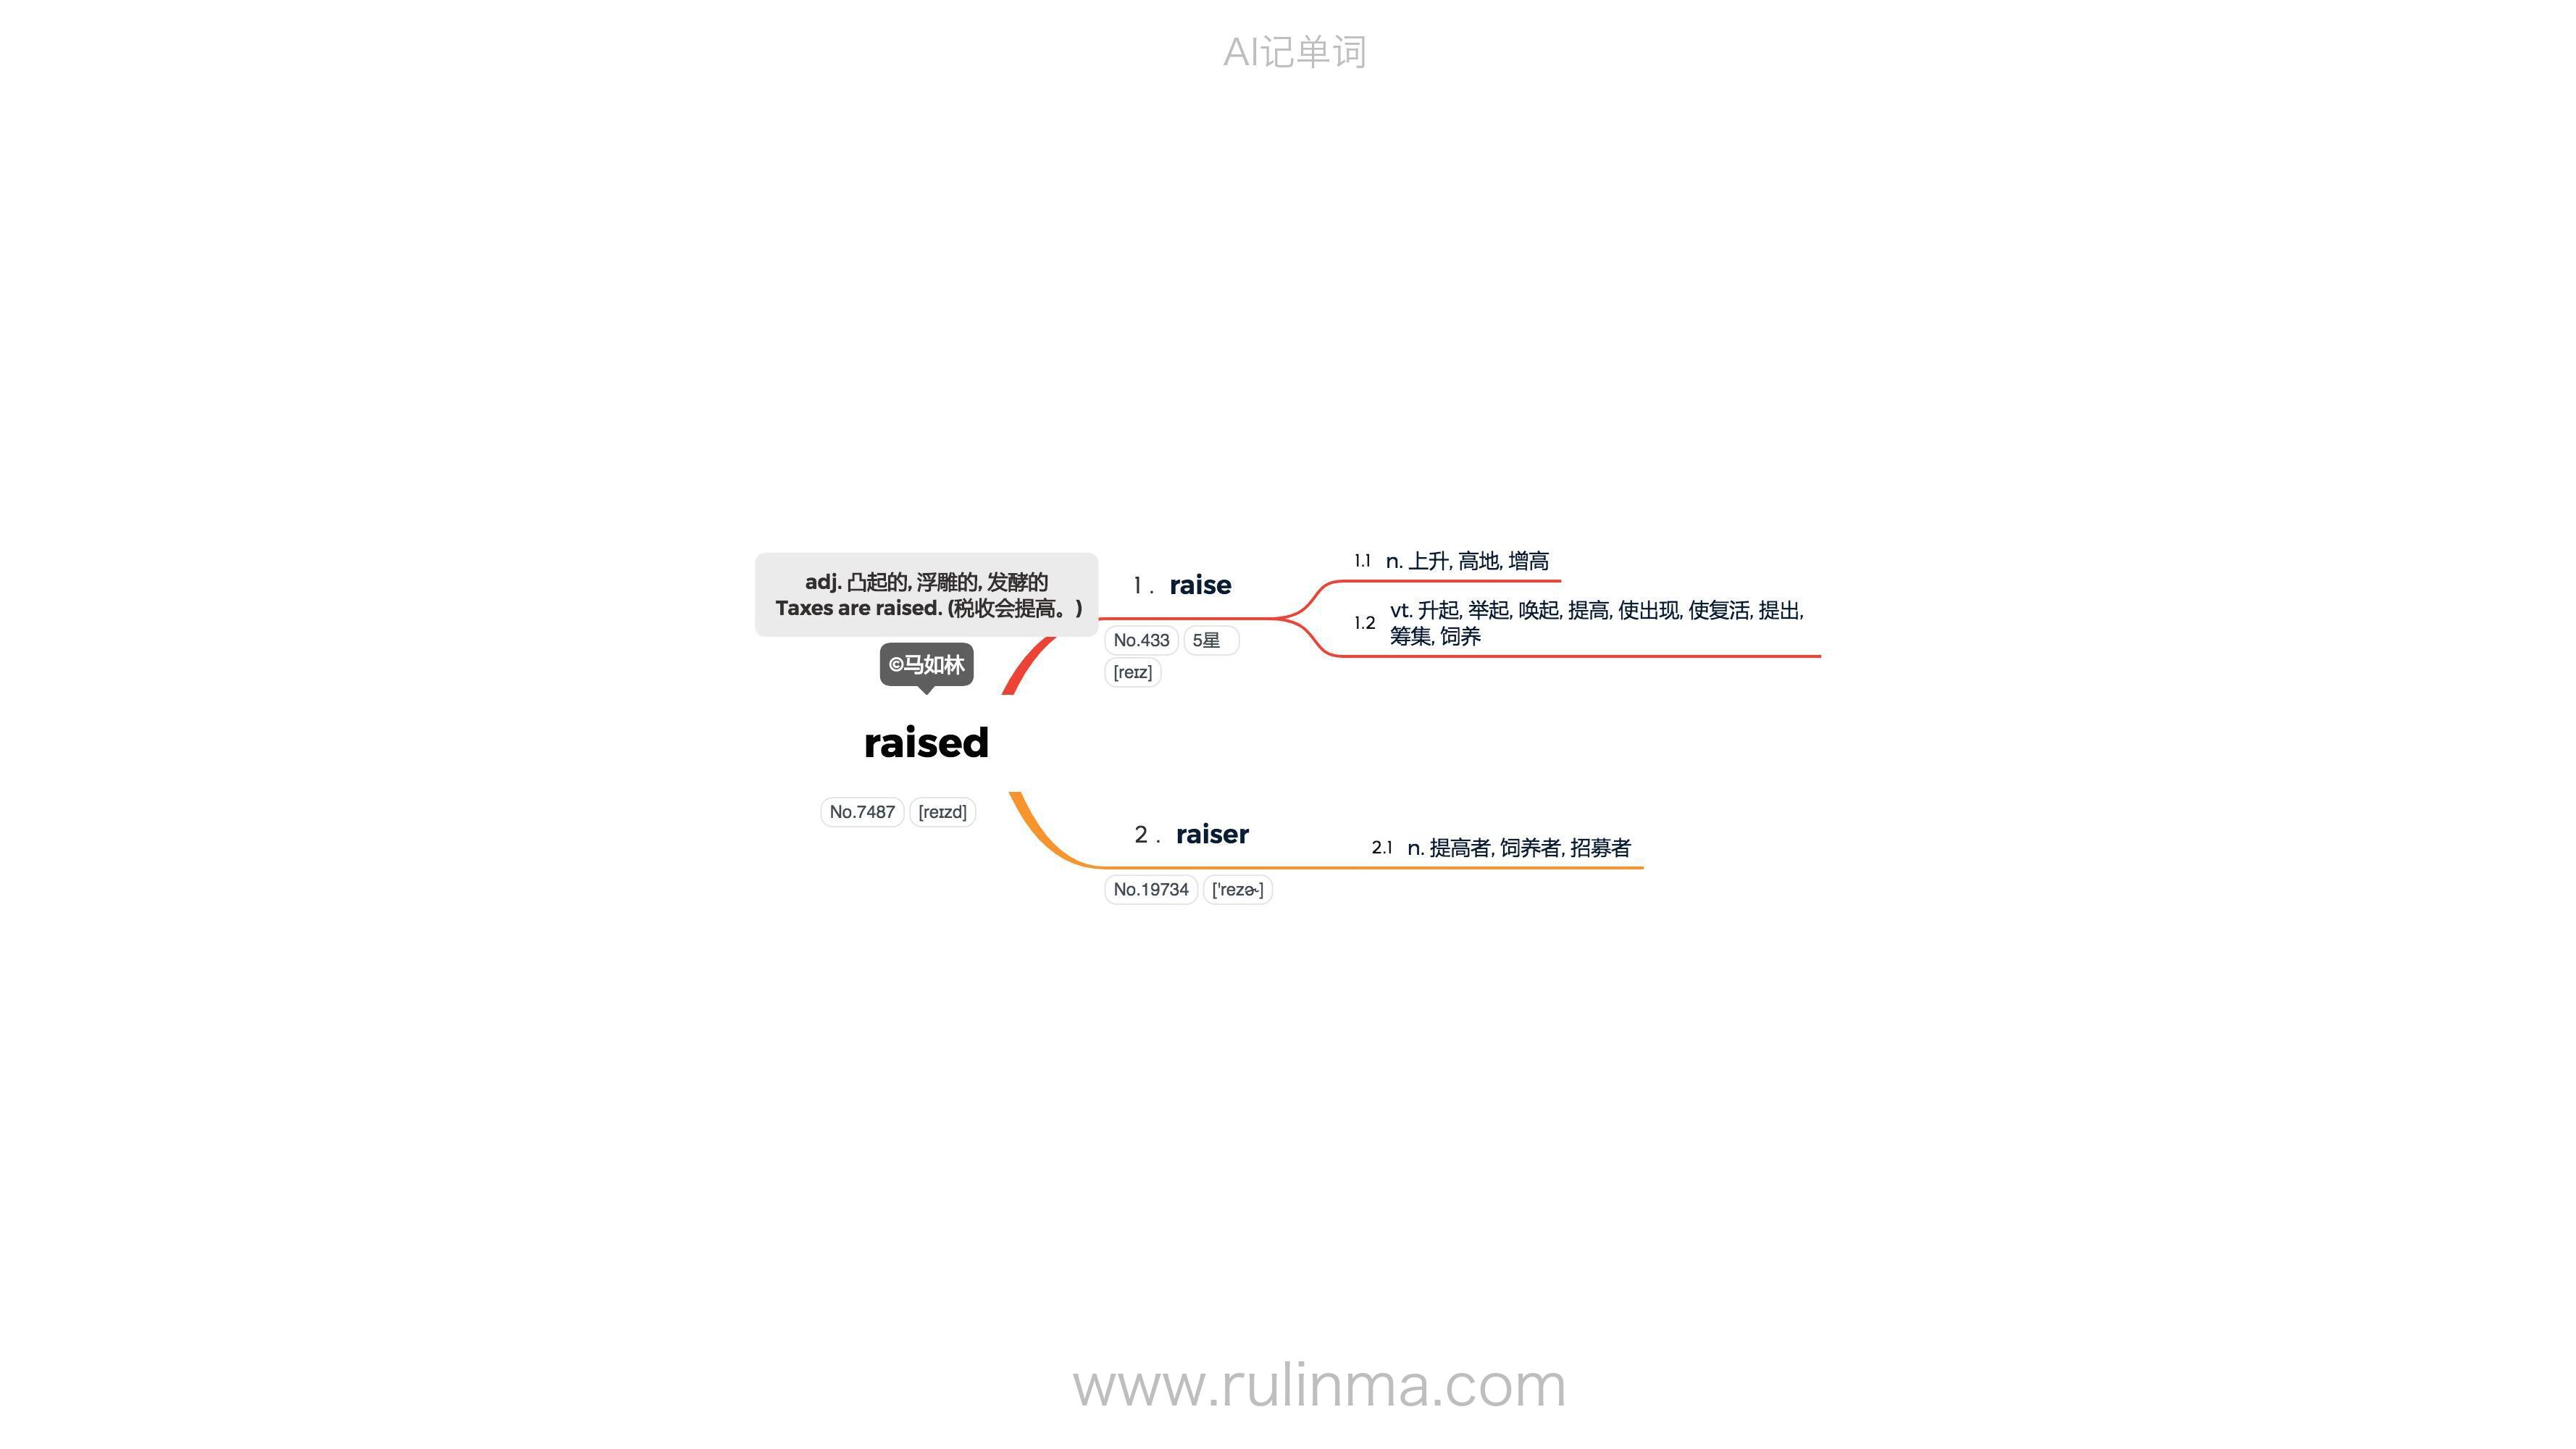 AI记单词
adj. 凸起的, 浮雕的, 发酵的
Taxes are raised. (税收会提高。)
©马如林
raised
No.7487 [reɪzd]
1. raise
No.433 5星
[reɪz]
1.1 n. 上升, 高地, 增高
1.2 vt. 升起, 举起, 唤起, 提高, 使出现, 使复活, 提出,
筹集, 饲养
2. raiser
No.19734 ['rezɚ]
2.1 n. 提高者, 饲养者, 招募者
www.rulinma.com